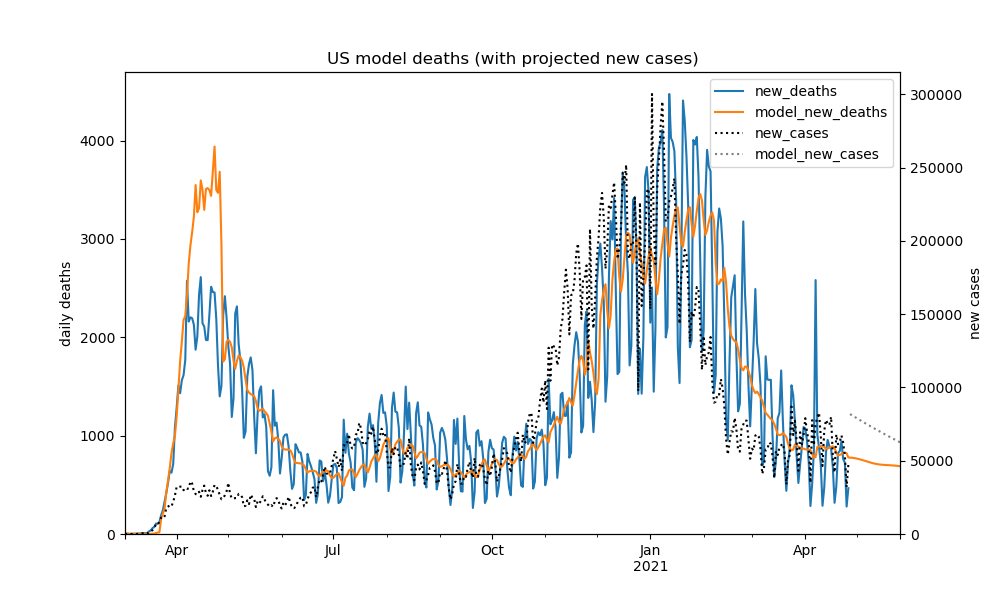 US model deaths (with projected new cases)
new_deaths
model_new_deaths
new_cases
model_new_cases
daily deaths
4000
3000
2000
1000
0
new cases
300000
250000
200000
150000
100000
50000
0
Apr
Jul
Oct
Jan
2021
Apr